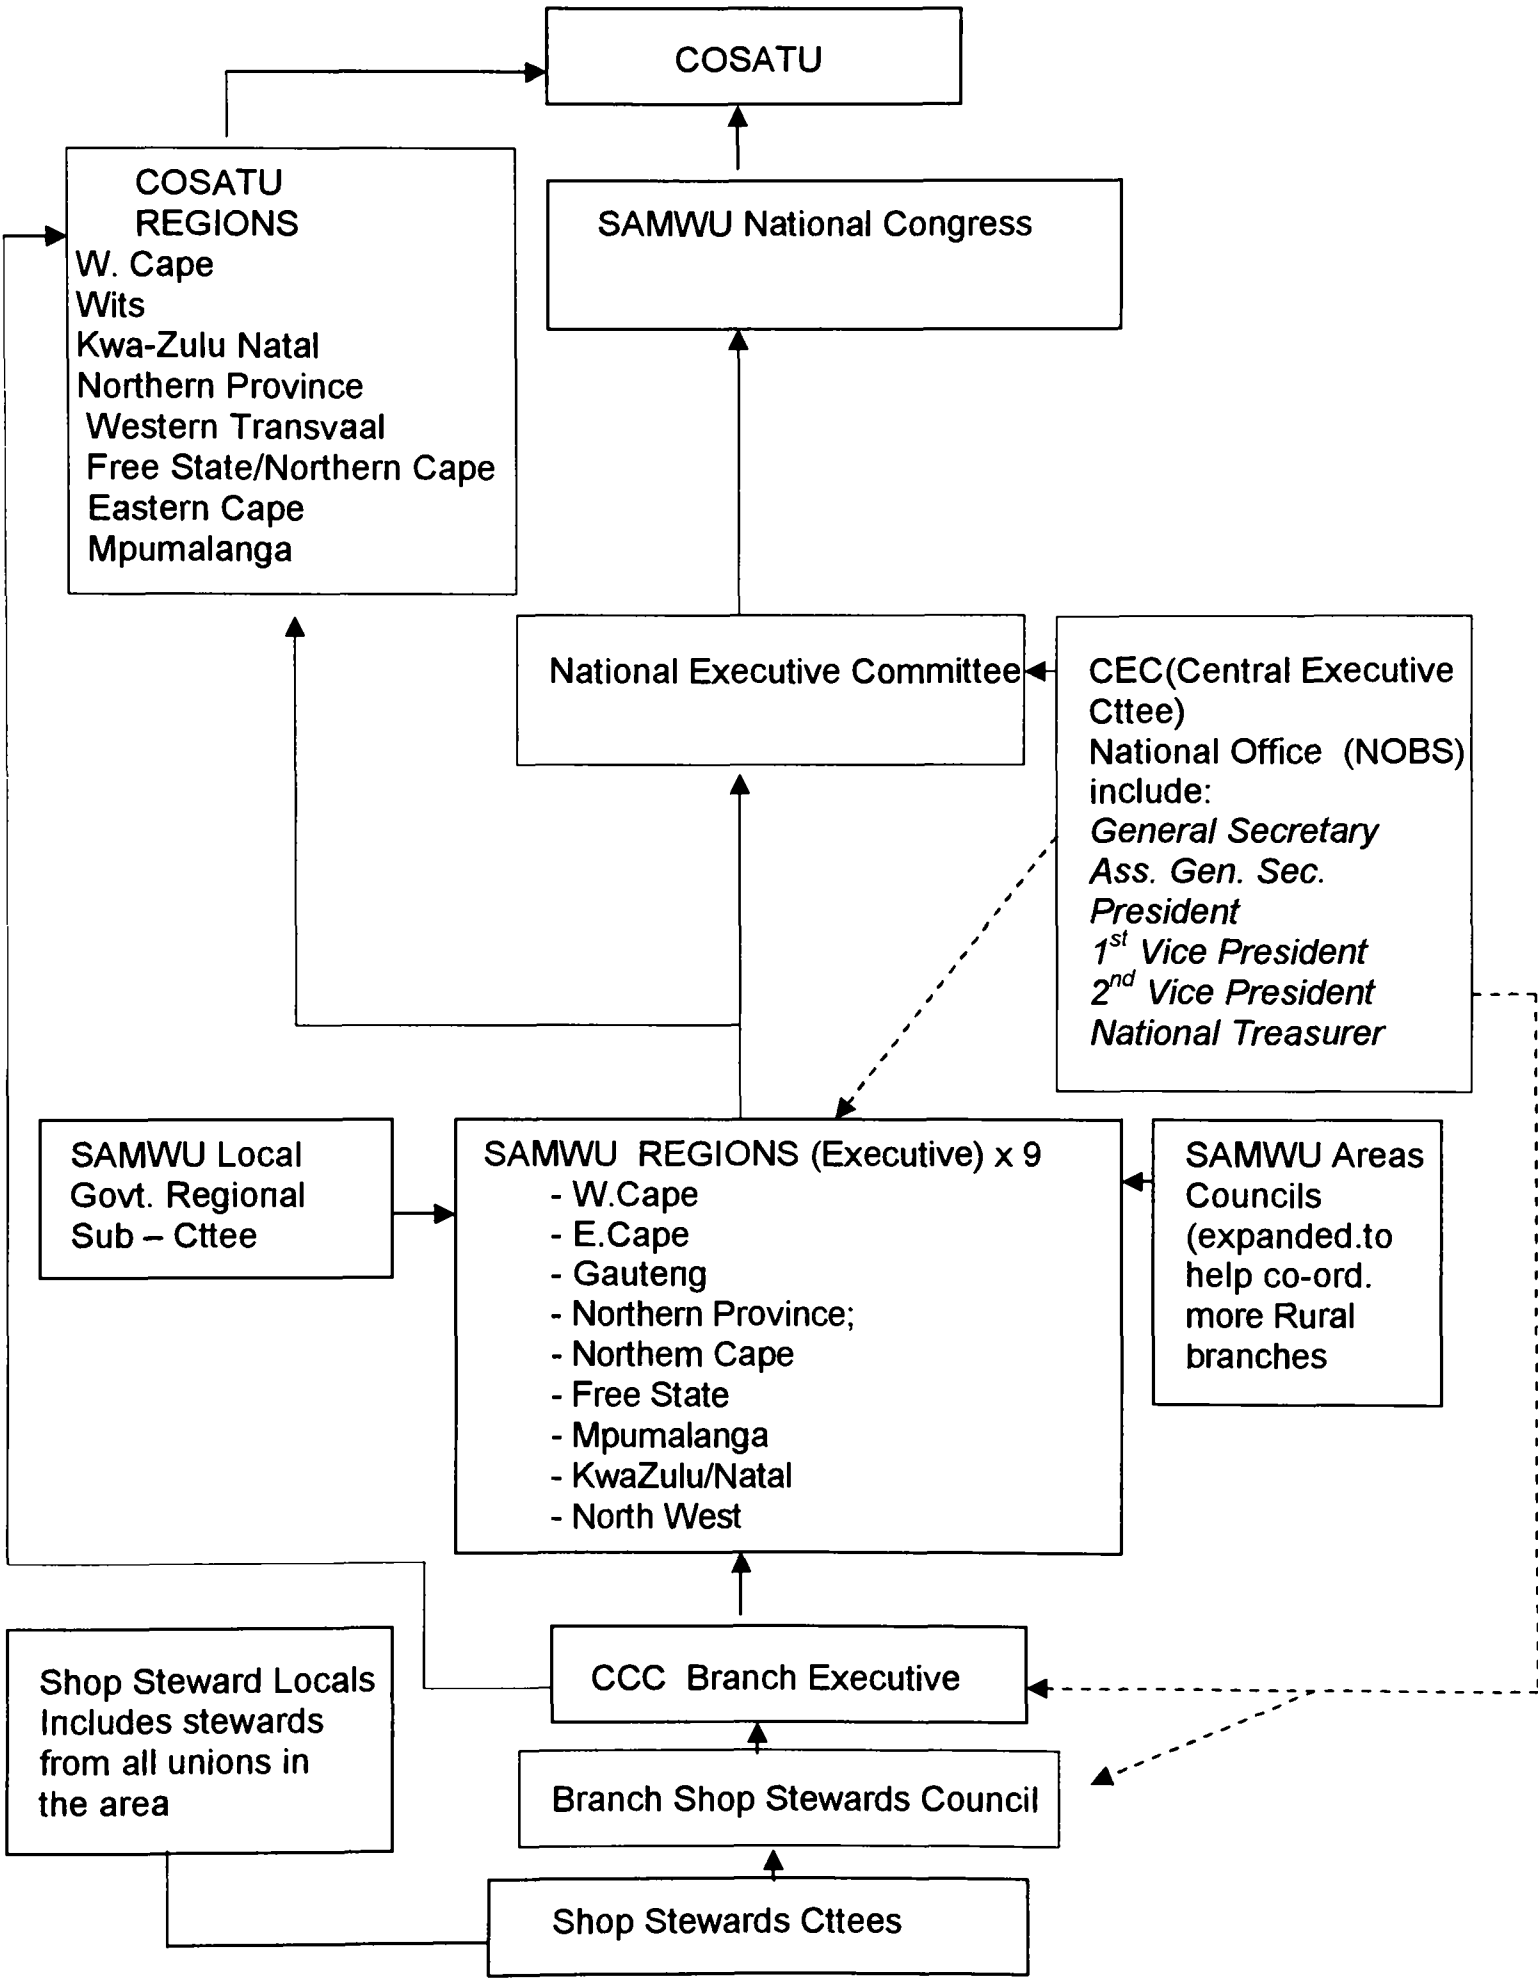 COSATU
COSATU
REGIONS
W. Cape
Wits
Kwa-Zulu Natal
Northern Province
Western Transvaal
Free State/Northern Cape
Eastern Cape
Mpumalanga
SAMWU National Congress
National Executive Committee
CEC(Central Executive
Cttee)
National Office (NOBS)
include:
General Secretary
Ass. Gen. Sec.
President
1st Vice President
2nd Vice President
National Treasurer
SAMWU Local
Govt. Regional
Sub – Cttee
SAMWU REGIONS (Executive) x 9
- W.Cape
- E.Cape
- Gauteng
- Northern Province;
- Northern Cape
- Free State
- Mpumalanga
- KwaZulu/Natal
- North West
SAMWU Areas
Councils
(expanded.to
help co-ord.
more Rural
branches
CCC Branch Executive
Shop Steward Locals
Includes stewards
from all unions in
the area
Branch Shop Stewards Council
Shop Stewards Cttees